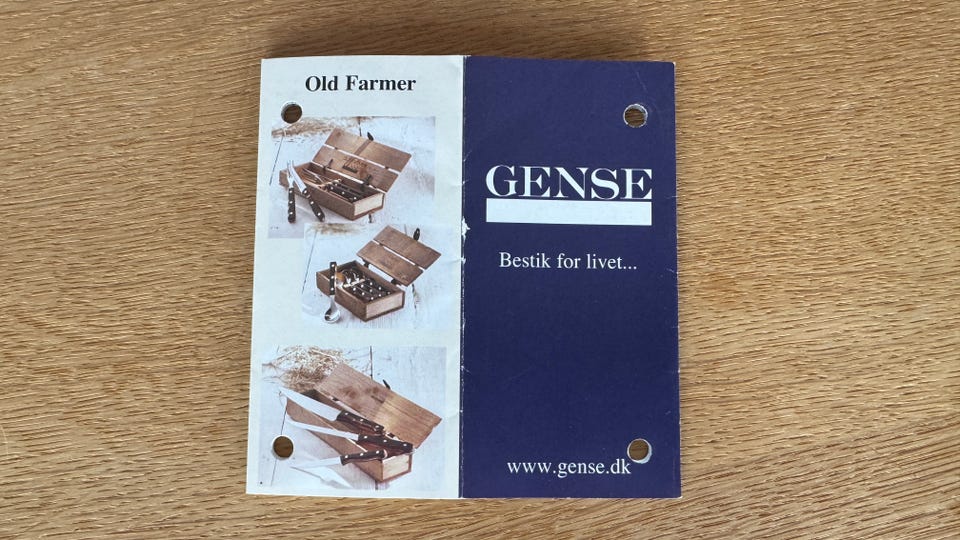 Old Farmer
GENSE
Bestik for livet...
www.gense.dk